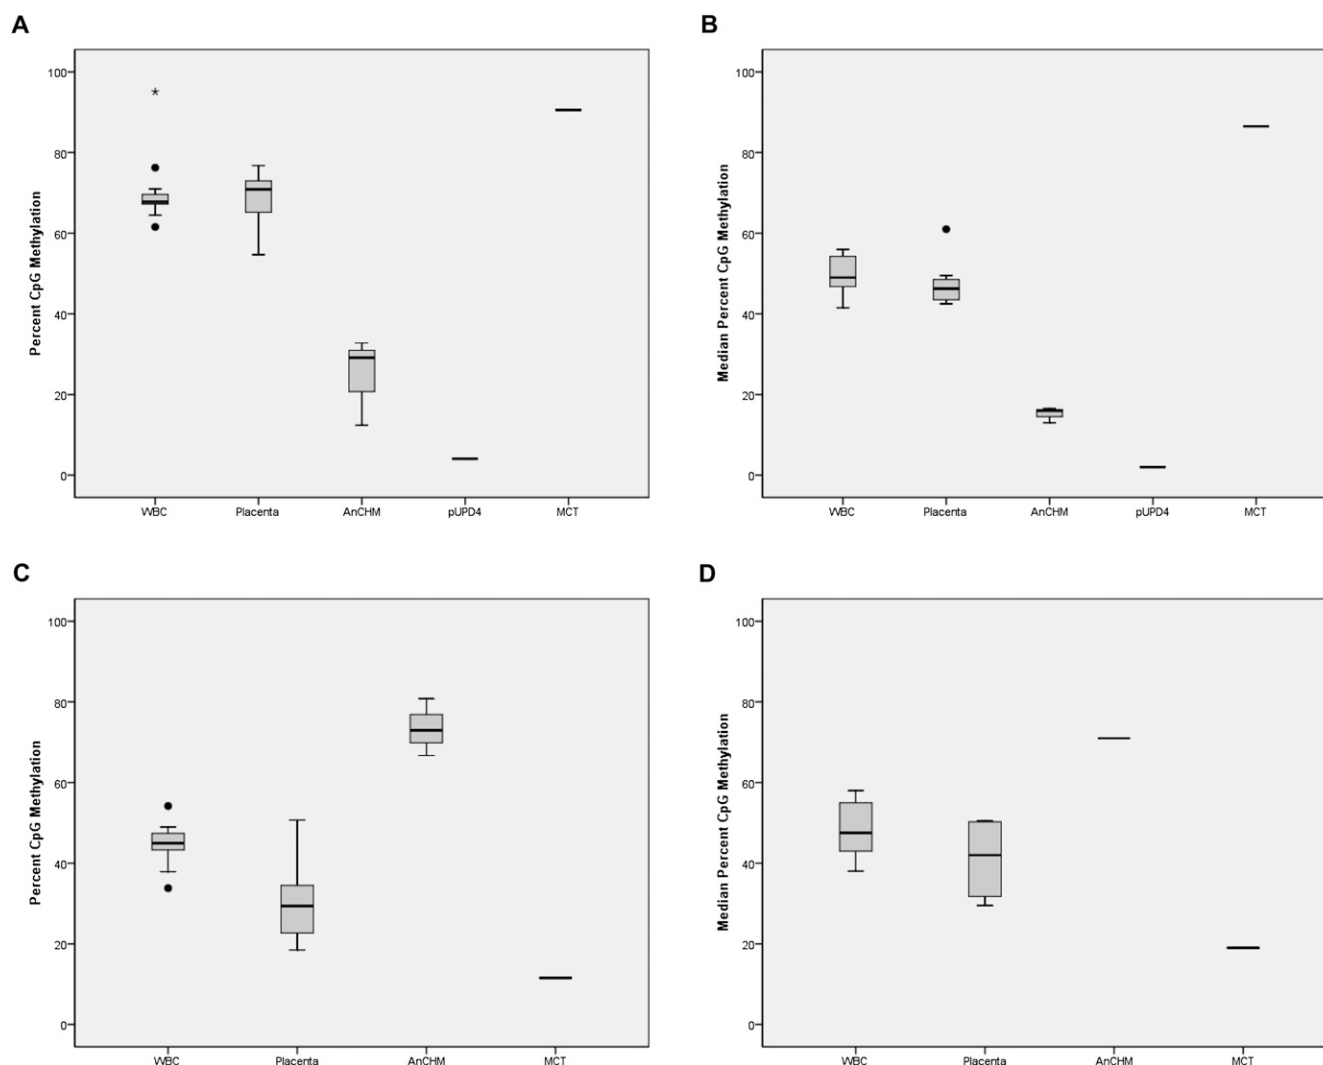 A
Percent CpG Methylation
100
80
60
40
20
0
*
WBC Placenta AnCHM pUPD4 MCT
B
Median Percent CpG Methylation
100
80
60
40
20
0
WBC Placenta AnCHM pUPD4 MCT
C
Percent CpG Methylation
100
80
60
40
20
0
WBC Placenta AnCHM MCT
D
Median Percent CpG Methylation
100
80
60
40
20
0
WBC Placenta AnCHM MCT